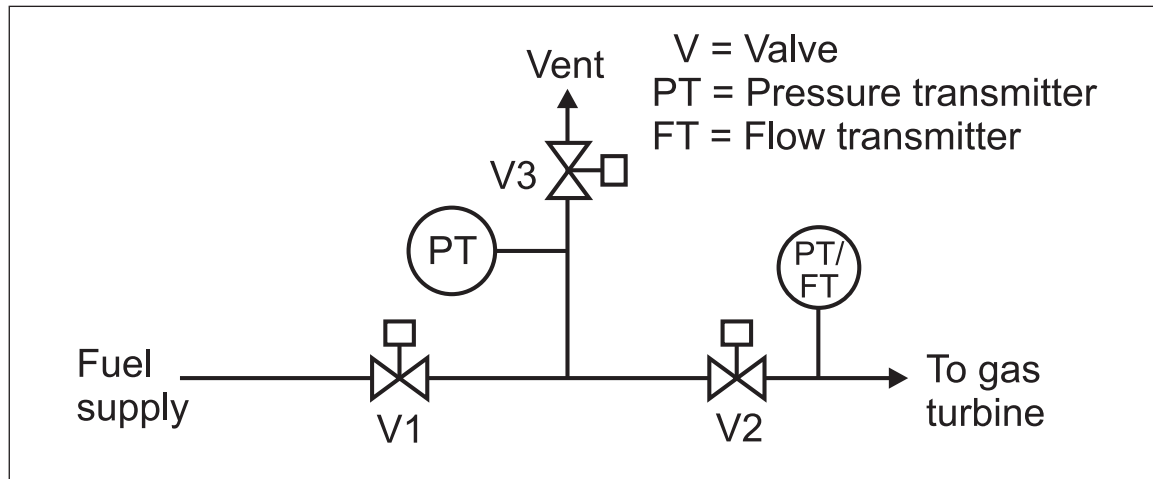 V = Valve
PT = Pressure transmitter
FT = Flow transmitter
Vent
V3
PT
PT/
FT
Fuel
supply
V1
V2
To gas
turbine